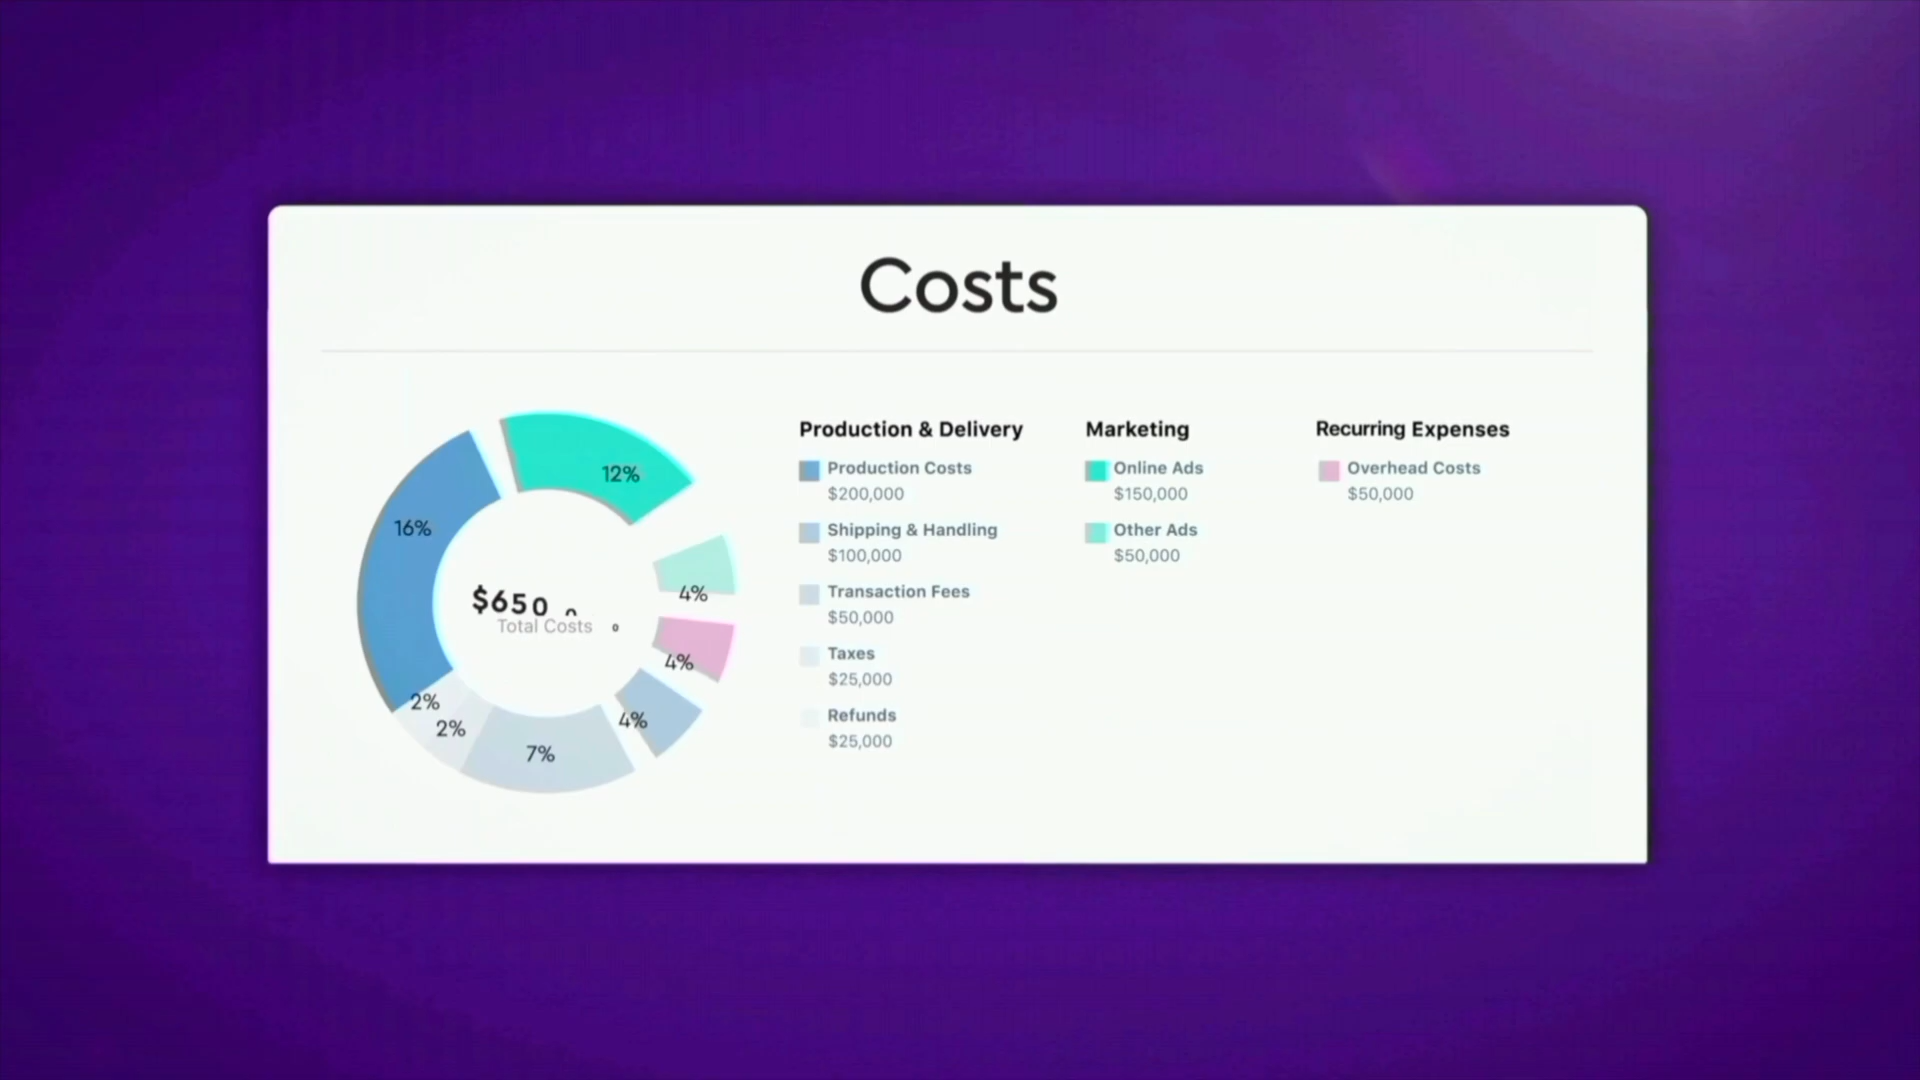 Costs
12%
16%
4%
4%
4%
7%
2%
2%
$650
Total Costs
Production & Delivery
Production Costs
$200,000
Shipping & Handling
$100,000
Transaction Fees
$50,000
Taxes
$25,000
Refunds
$25,000
Marketing
Online Ads
$150,000
Other Ads
$50,000
Recurring Expenses
Overhead Costs
$50,000